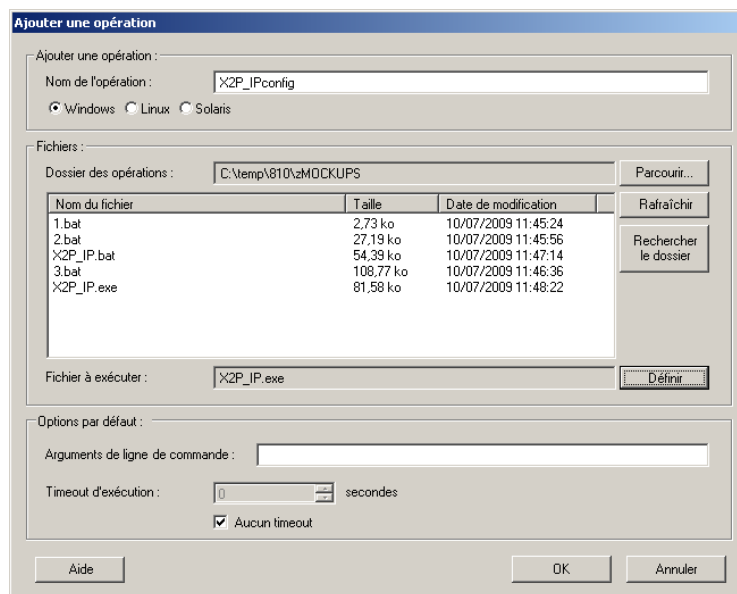 Ajouter une opération
Ajouter une opération :
Nom de l'opération : X2P_IPconfig
Windows Linux Solaris
Fichiers :
Dossier des opérations : C:\temp\810\zMOCKUPS Parcourir...
Nom du fichier Taille Date de modification Rafraîchir
1.bat 2,73 ko 10/07/2009 11:45:24
2.bat 27,19 ko 10/07/2009 11:45:56
X2P_IP.bat 54,39 ko 10/07/2009 11:47:14
3.bat 108,77 ko 10/07/2009 11:46:36
X2P_IP.exe 81,58 ko 10/07/2009 11:48:22
Rechercher
le dossier
Fichier à exécuter : X2P_IP.exe Définir
Options par défaut :
Arguments de ligne de commande :
Timeout d'exécution : 0 secondes
Aucun timeout
Aide OK Annuler